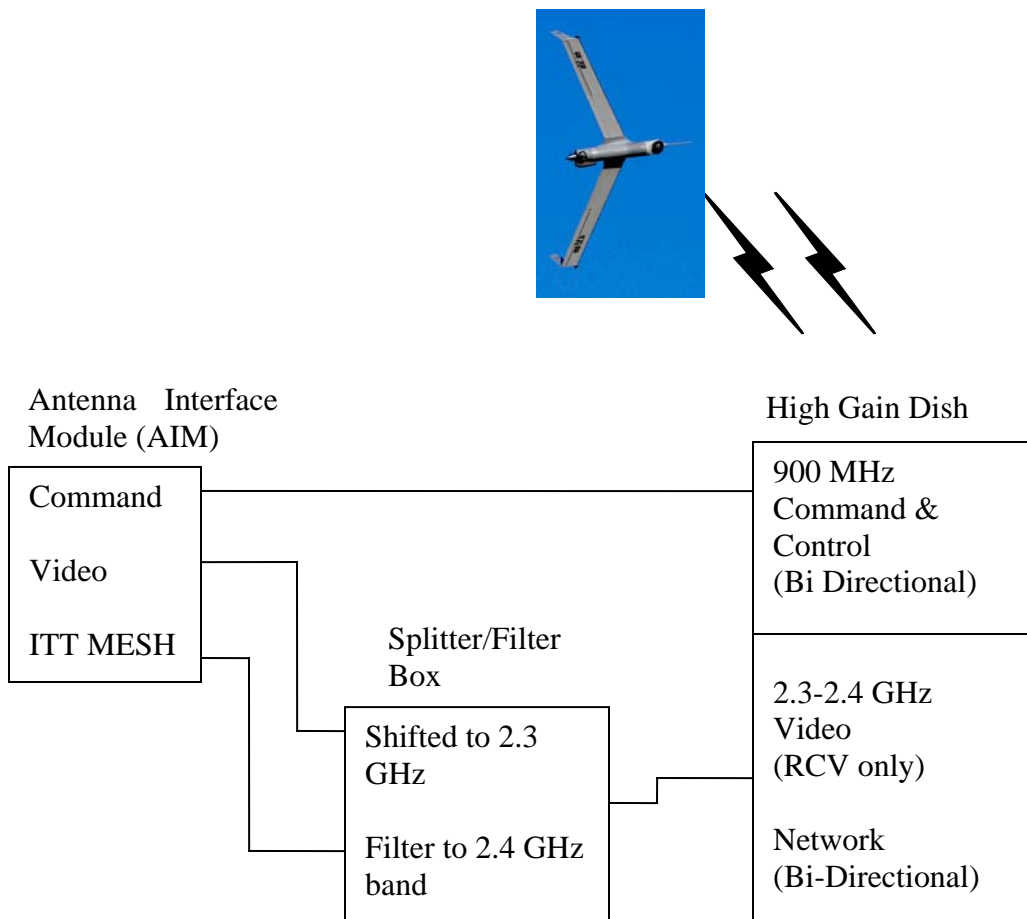 Antenna Interface
Module (AIM)
High Gain Dish
Command
Video
ITT MESH
900 MHz
Command &
Control
(Bi Directional)
Splitter/Filter
Box
Shifted to 2.3
GHz
Filter to 2.4 GHz
band
2.3-2.4 GHz
Video
(RCV only)
Network
(Bi-Directional)